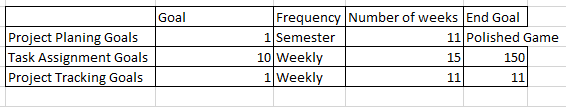 Goal Frequency Number of weeks End Goal
Project Planing Goals 1 Semester 11 Polished Game
Task Assignment Goals 10 Weekly 15 150
Project Tracking Goals 1 Weekly 11 11